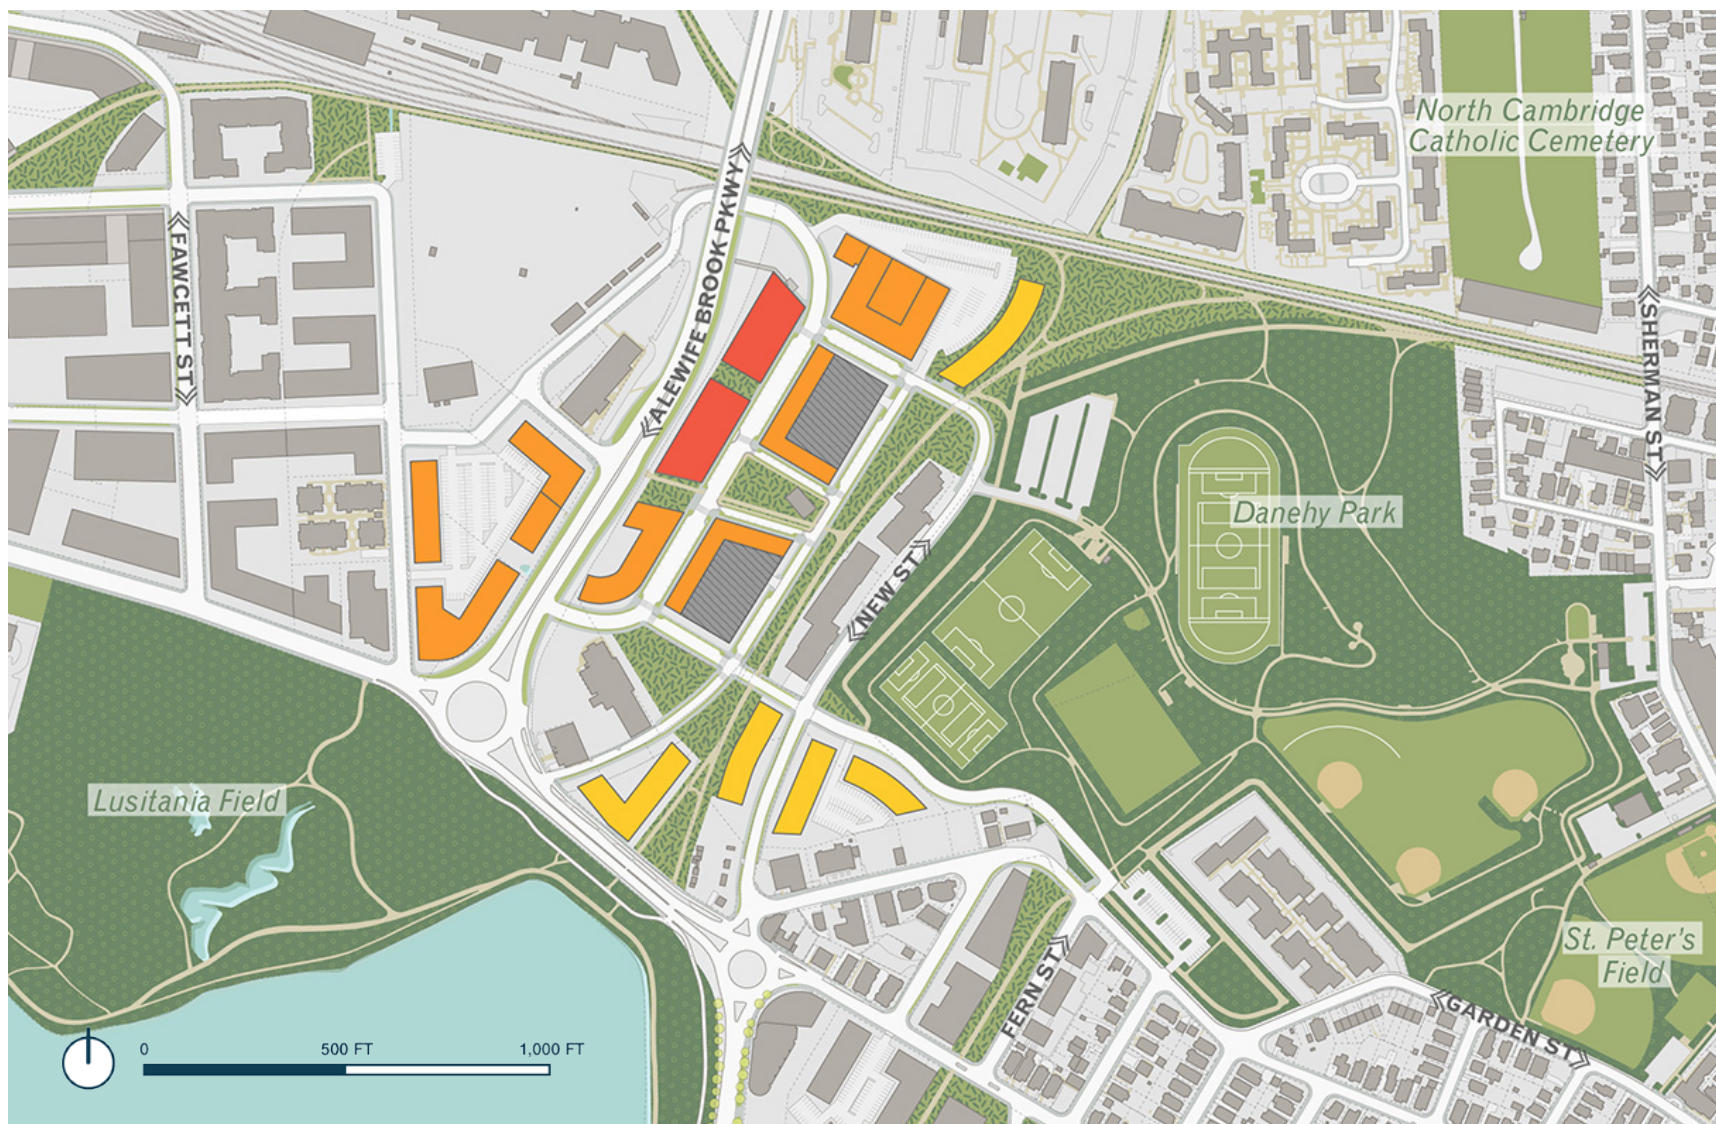 North Cambridge
Catholic Cemetery
FAWCETT ST
ALEWIFE BROOK PKWY
SHERMAN ST
Danehy Park
NEW ST
Lusitania Field
St. Peter's
Field
FERN ST
GARDEN ST
0 500 FT 1,000 FT